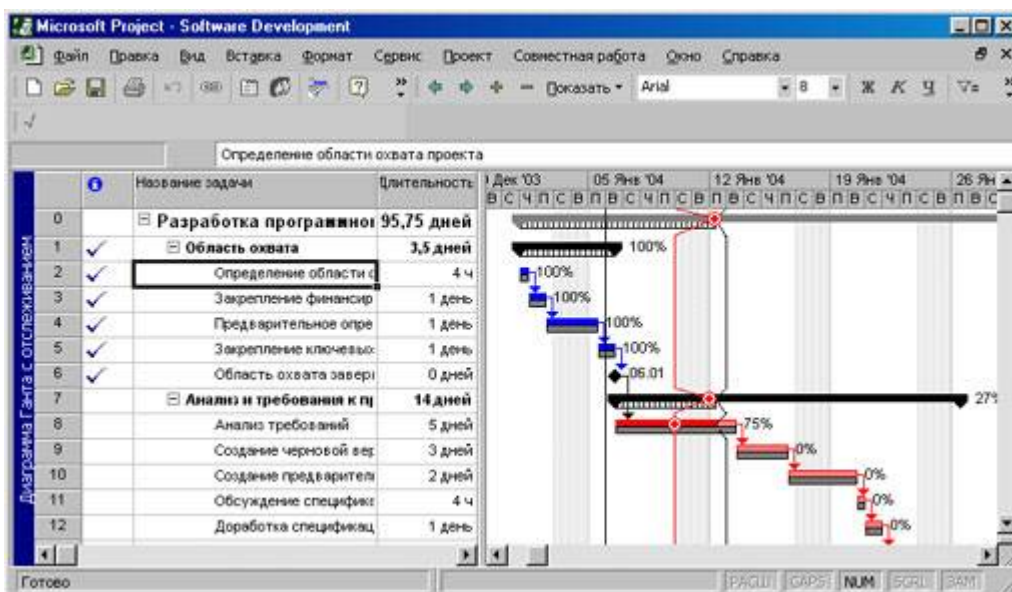 Microsoft Project - Software Development
Файл Правка Вид Вставка Формат Сервис Проект Совместная работа Окно Справка
Показать Arial 8 Ж К Ч
Определение области охвата проекта
Название задачи Длительность Дек '03 05 Янв '04 12 Янв '04 19 Янв '04 26 Ян
В С Ч П С В П В С Ч П С В П В С Ч П С В П В С Ч П С В П В С
0 Разработка программног 95,75 дней
1 Область охвата 3,5 дней 100%
2 Определение области о 4 ч 100%
3 Закрепление финансир 1 день 100%
4 Предварительное опре 1 день 100%
5 Закрепление ключевых 1 день 100%
6 Область охвата заверш 0 дней 06.01
7 Анализ и требования к пр 14 дней 27%
8 Анализ требований 5 дней 75%
9 Создание черновой вер 3 дней 0%
10 Создание предварител 2 дней 0%
11 Обсуждение специфика 4 ч 0%
12 Доработка спецификац 1 день 0%
Диаграмма Ганта с отслеживанием
Готово РАСШ CAPS NUM SCRL ЗАМ